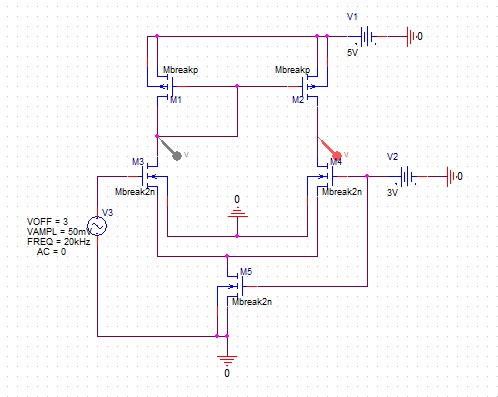 V1
0
5V
Mbreakp
Mbreakp
M1
M2
V
V
M3
M4
V2
0
3V
Mbreak2n
Mbreak2n
0
V3
VOFF = 3
VAMPL = 50mV
FREQ = 20kHz
AC = 0
M5
Mbreak2n
0